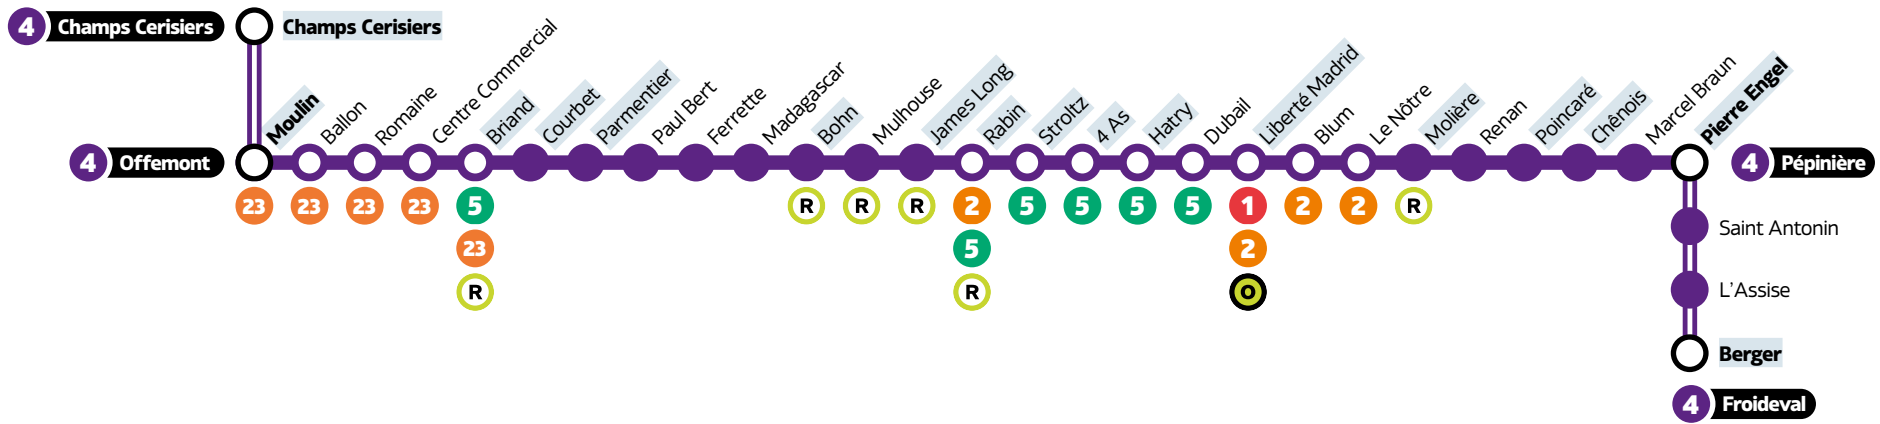 4 Champs Cerisiers
Champs Cerisiers
4 Offemont
Moulin
Ballon
Romaine
Centre Commercial
Briand
Courbet
Parmentier
Paul Bert
Ferrette
Madagascar
Bohn
Mulhouse
James Long
Rabin
Stroltz
4 As
Hatry
Dubail
Liberté Madrid
Blum
Le Nôtre
Molière
Renan
Poincaré
Chênois
Marcel Braun
Pierre Engel
4 Pépinière
23 23 23 23 5 R R R 2 5 5 5 5 1 2 2 R
23 5 2
R R O
Saint Antonin
L'Assise
Berger
4 Froideval